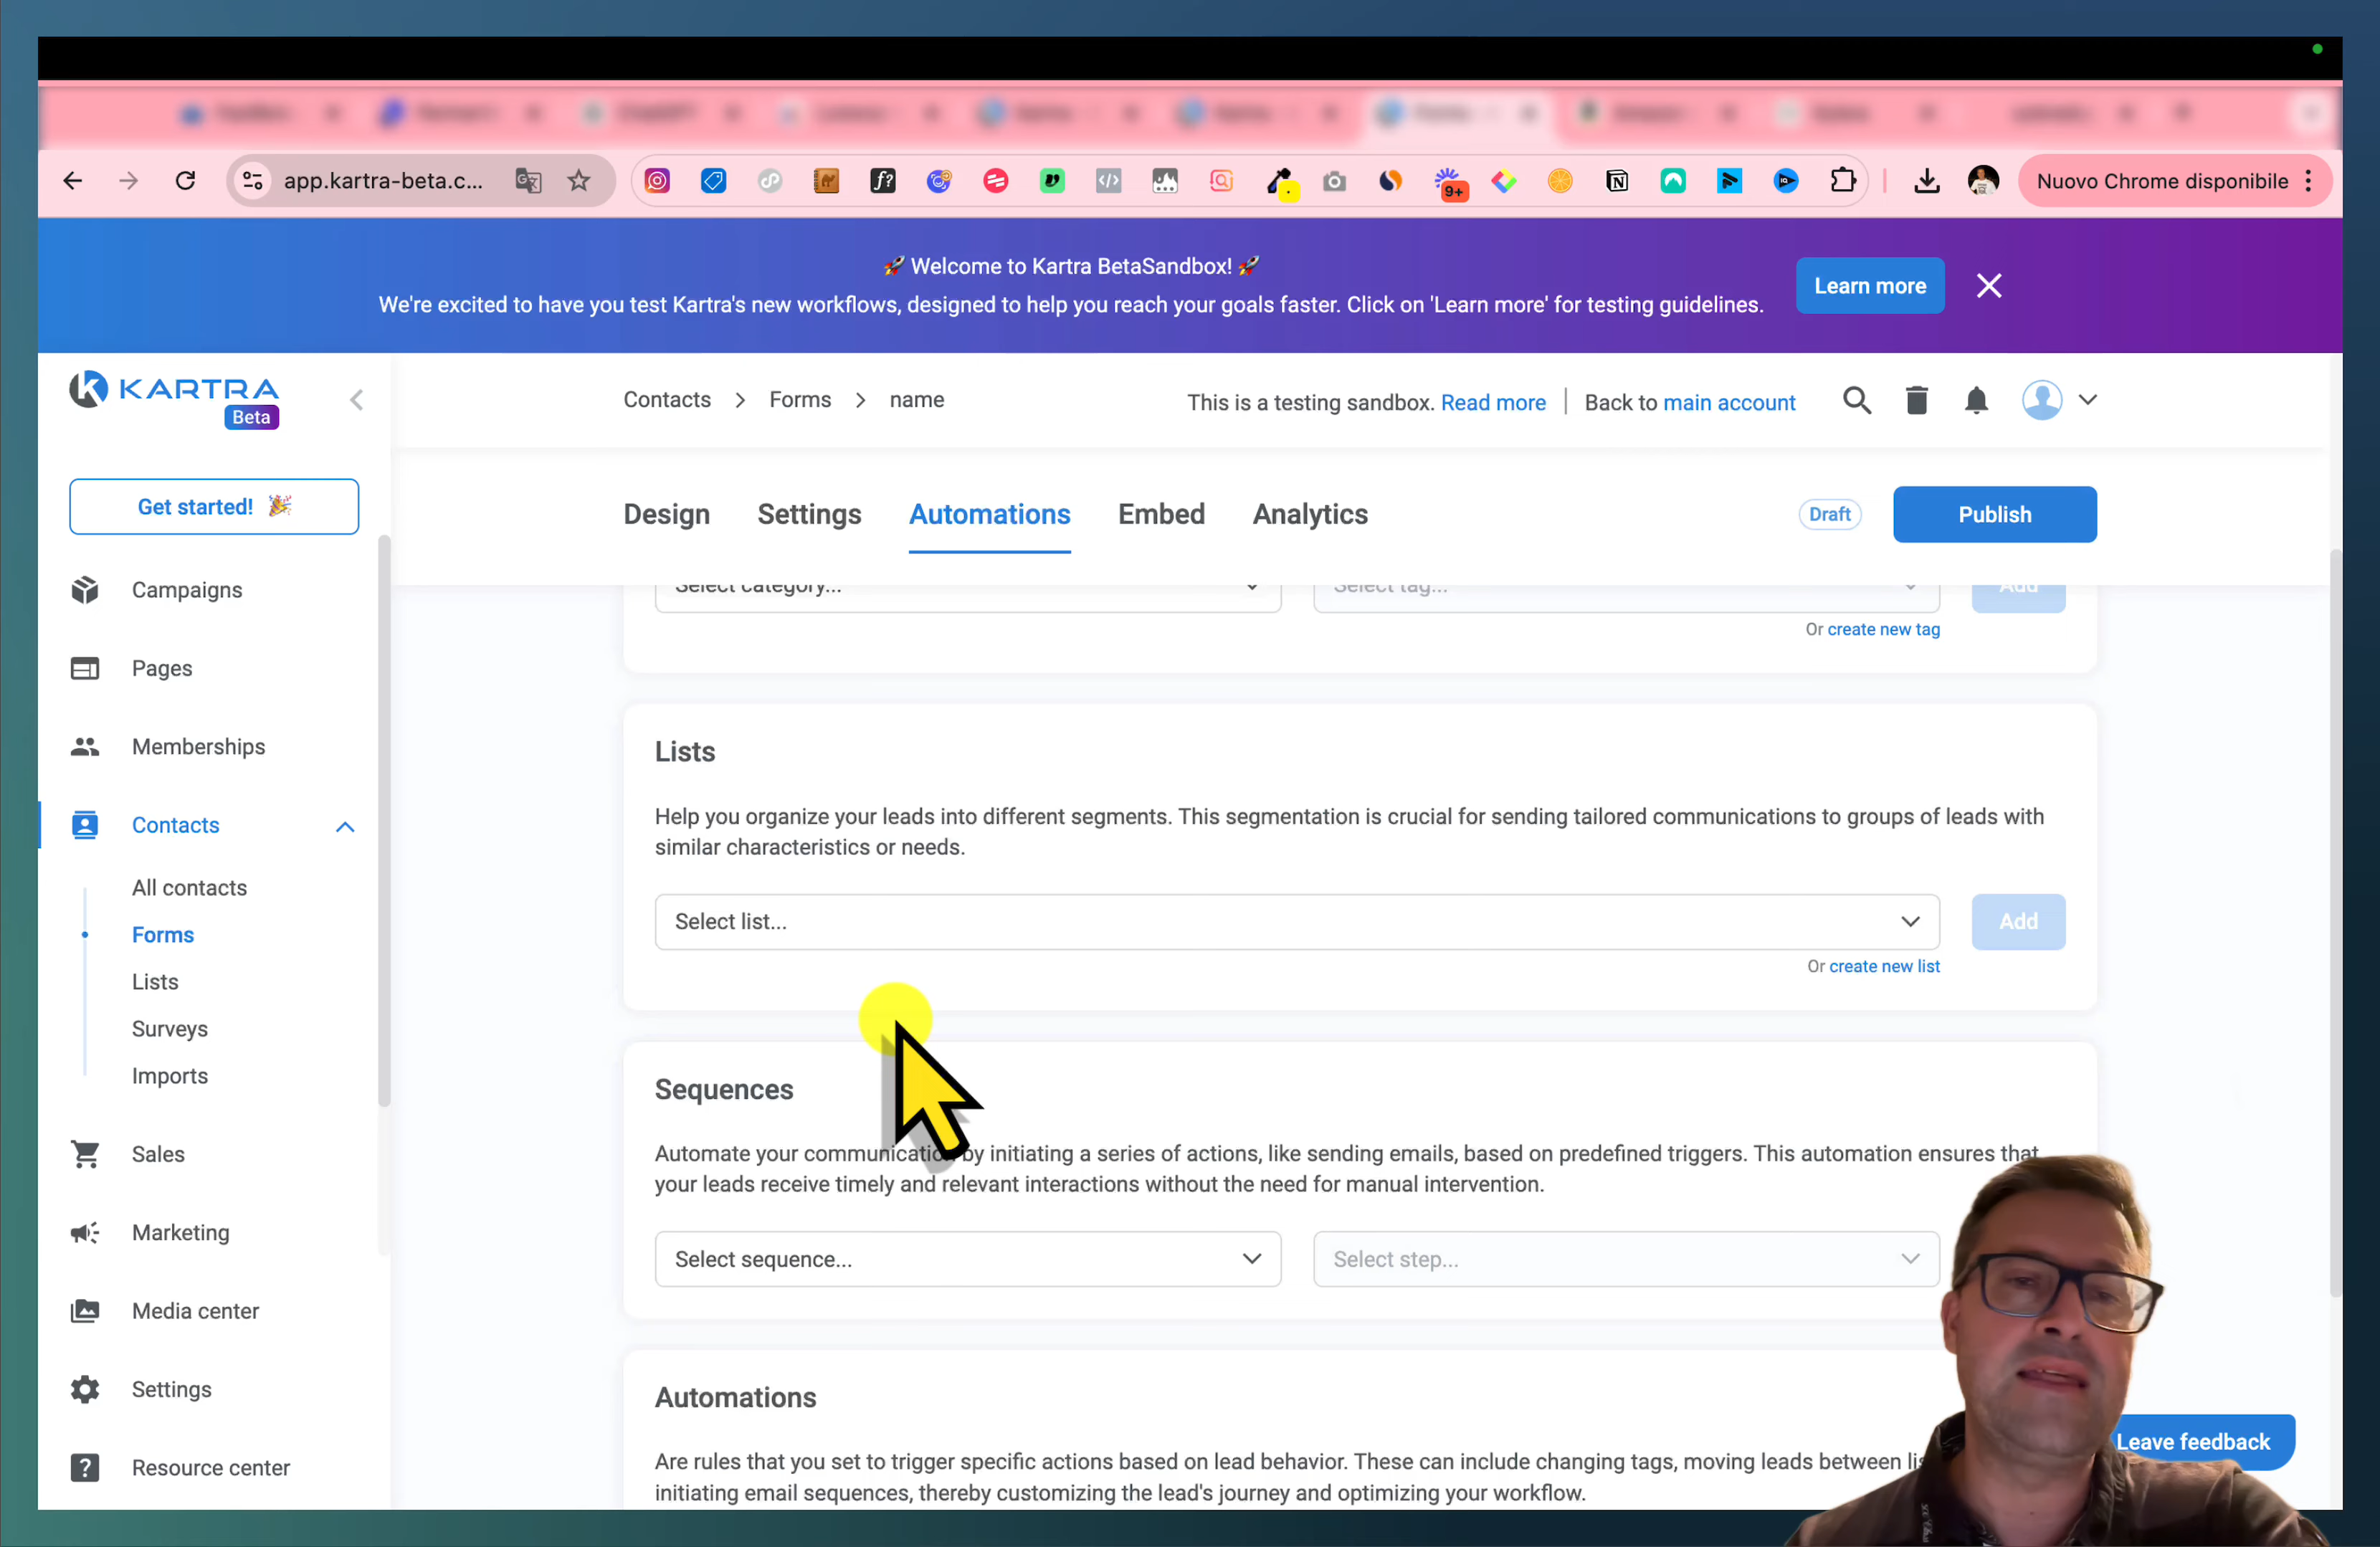 app.kartra-beta.c...
9+
Nuovo Chrome disponibile
🚀 Welcome to Kartra BetaSandbox! 🚀
We're excited to have you test Kartra's new workflows, designed to help you reach your goals faster. Click on 'Learn more' for testing guidelines.
Learn more
KARTRA
Beta
Contacts > Forms > name
This is a testing sandbox. Read more | Back to main account
Get started! 🎉
Design Settings Automations Embed Analytics
Draft
Publish
Campaigns
Pages
Memberships
Contacts
All contacts
Forms
Lists
Surveys
Imports
Sales
Marketing
Media center
Settings
Resource center
Select category...
Select tag...
Add
Or create new tag
Lists
Help you organize your leads into different segments. This segmentation is crucial for sending tailored communications to groups of leads with
similar characteristics or needs.
Select list...
Add
Or create new list
Sequences
Automate your communication by initiating a series of actions, like sending emails, based on predefined triggers. This automation ensures that
your leads receive timely and relevant interactions without the need for manual intervention.
Select sequence...
Select step...
Automations
Are rules that you set to trigger specific actions based on lead behavior. These can include changing tags, moving leads between
initiating email sequences, thereby customizing the lead's journey and optimizing your workflow.
Leave feedback